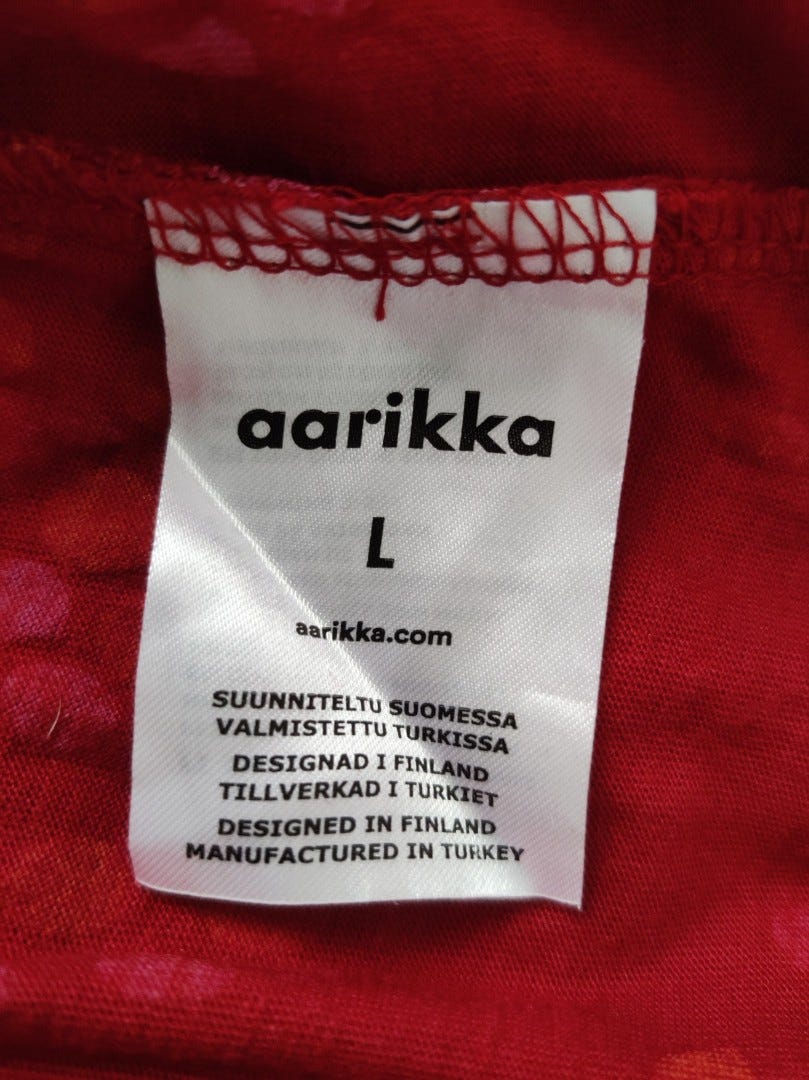 aarikka
L
aarikka.com
SUUNNITELTU SUOMESSA
VALMISTETTU TURKISSA
DESIGNAD I FINLAND
TILLVERKAD I TURKIET
DESIGNED IN FINLAND
MANUFACTURED IN TURKEY